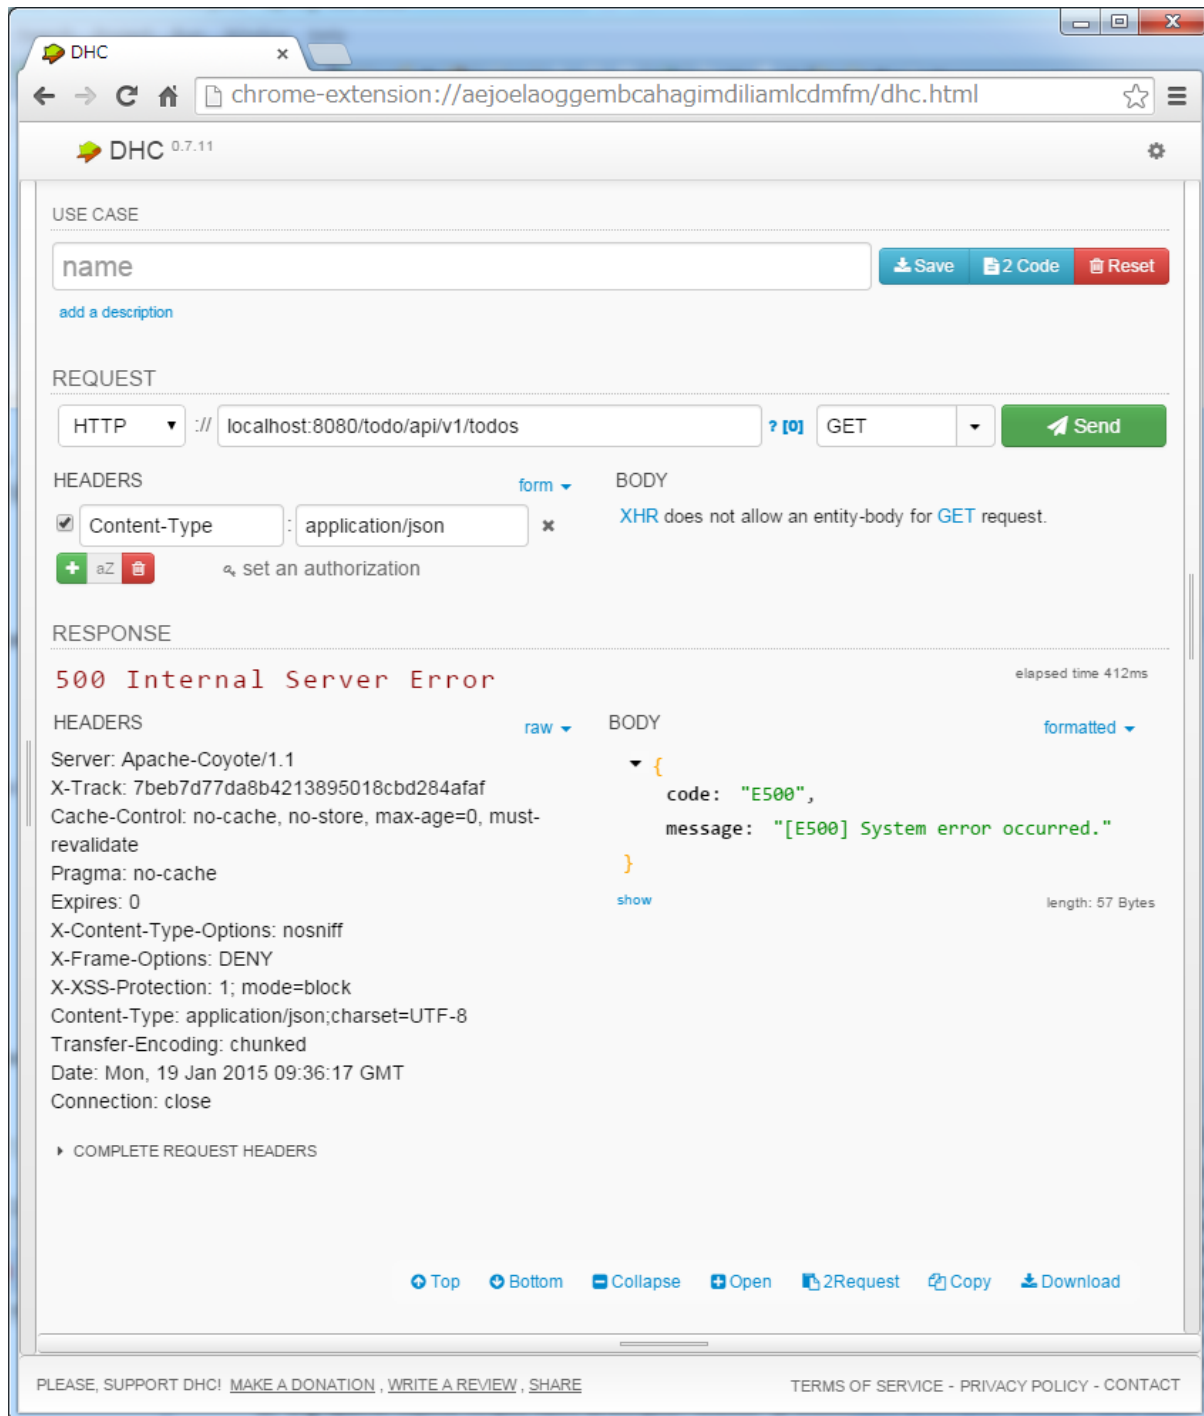 DHC
chrome-extension://aejoelaoggembcahagimdiliamlcdmfm/dhc.html
DHC 0.7.11
USE CASE
name
Save 2 Code Reset
add a description
REQUEST
HTTP :// localhost:8080/todo/api/v1/todos ? [0] GET Send
HEADERS form BODY
Content-Type : application/json XHR does not allow an entity-body for GET request.
aZ set an authorization
RESPONSE
500 Internal Server Error elapsed time 412ms
HEADERS raw BODY formatted
Server: Apache-Coyote/1.1
X-Track: 7beb7d77da8b4213895018cbd284afaf
Cache-Control: no-cache, no-store, max-age=0, must-
revalidate
Pragma: no-cache
Expires: 0
X-Content-Type-Options: nosniff
X-Frame-Options: DENY
X-XSS-Protection: 1; mode=block
Content-Type: application/json;charset=UTF-8
Transfer-Encoding: chunked
Date: Mon, 19 Jan 2015 09:36:17 GMT
Connection: close
{
code: "E500",
message: "[E500] System error occurred."
}
show length: 57 Bytes
COMPLETE REQUEST HEADERS
Top Bottom Collapse Open 2Request Copy Download
PLEASE, SUPPORT DHC! MAKE A DONATION , WRITE A REVIEW , SHARE TERMS OF SERVICE - PRIVACY POLICY - CONTACT